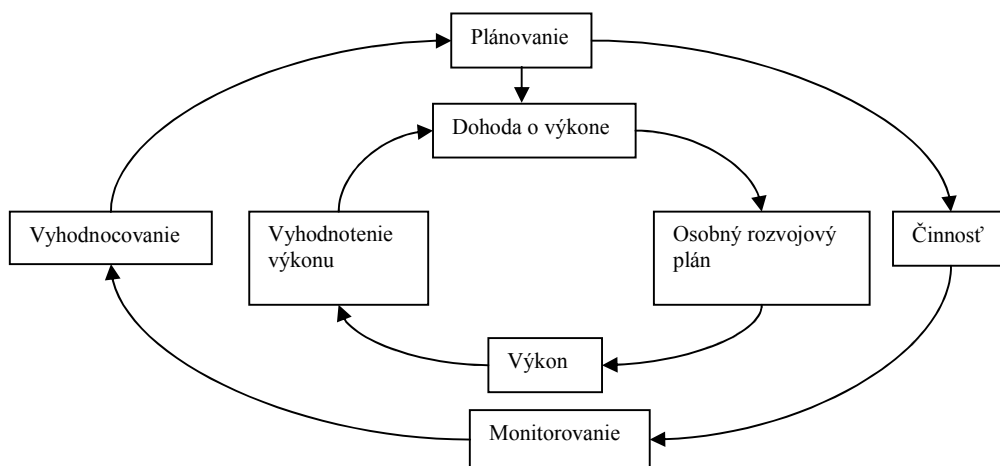 Plánovanie
Dohoda o výkone
Vyhodnocovanie
Vyhodnotenie
výkonu
Osobný rozvojový
plán
Činnosť
Výkon
Monitorovanie